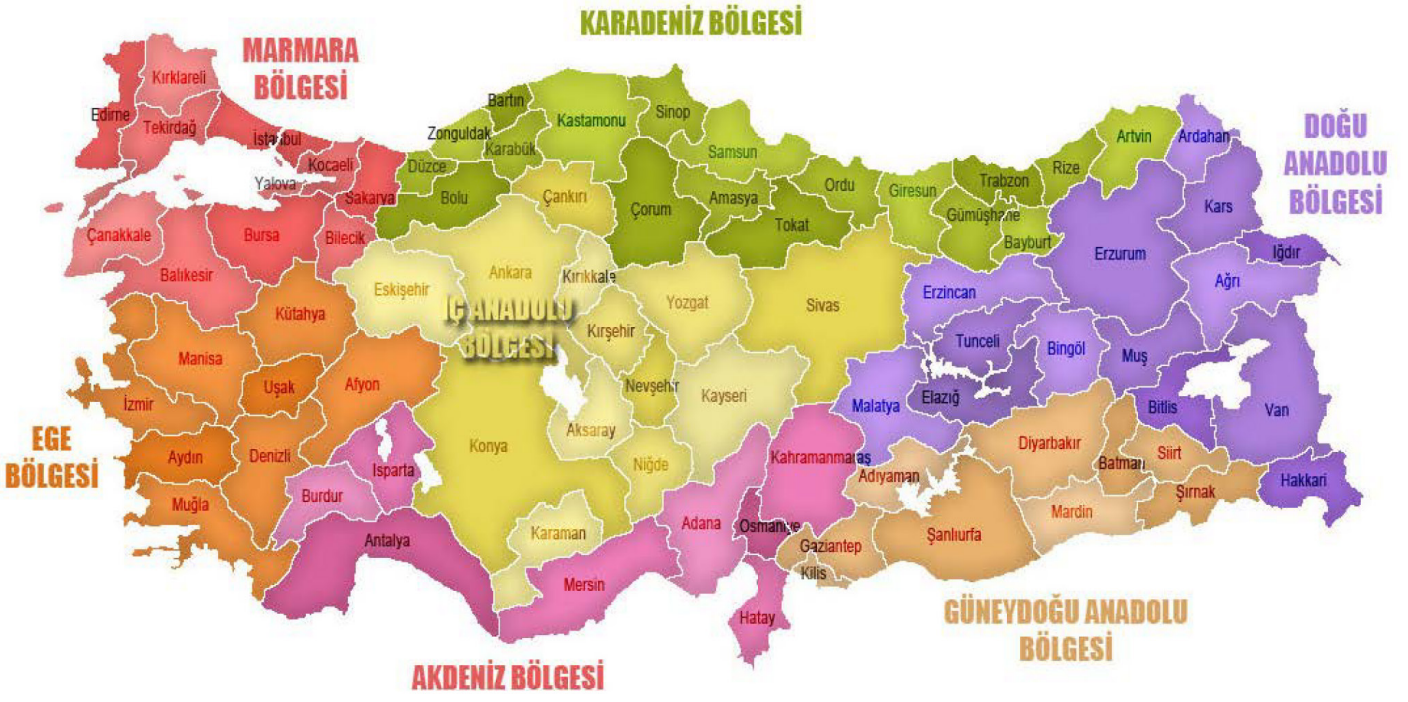 KARADENİZ BÖLGESİ
MARMARA
BÖLGESİ
DOĞU
ANADOLU
BÖLGESİ
İÇ ANADOLU
BÖLGESİ
EGE
BÖLGESİ
AKDENİZ BÖLGESİ
GÜNEYDOĞU ANADOLU
BÖLGESİ
Kırklareli
Edirne
Tekirdağ
İstanbul
Kocaeli
Yalova
Sakarya
Çanakkale
Bursa
Bilecik
Balıkesir
Bartın
Zonguldak
Karabük
Kastamonu
Sinop
Samsun
Düzce
Bolu
Çorum
Amasya
Tokat
Ordu
Giresun
Gümüşhane
Trabzon
Bayburt
Rize
Artvin
Ardahan
Kars
Iğdır
Erzurum
Ağrı
Erzincan
Tunceli
Bingöl
Muş
Elazığ
Malatya
Bitlis
Van
Hakkari
Çankırı
Ankara
Kırıkkale
Eskişehir
Kırşehir
Yozgat
Sivas
Nevşehir
Kayseri
Aksaray
Konya
Niğde
Karaman
Kütahya
Manisa
Uşak
Afyon
İzmir
Aydın
Denizli
Muğla
Isparta
Burdur
Antalya
Mersin
Adana
Osmaniye
Kahramanmaraş
Hatay
Adıyaman
Gaziantep
Kilis
Şanlıurfa
Diyarbakır
Batman
Siirt
Mardin
Şırnak